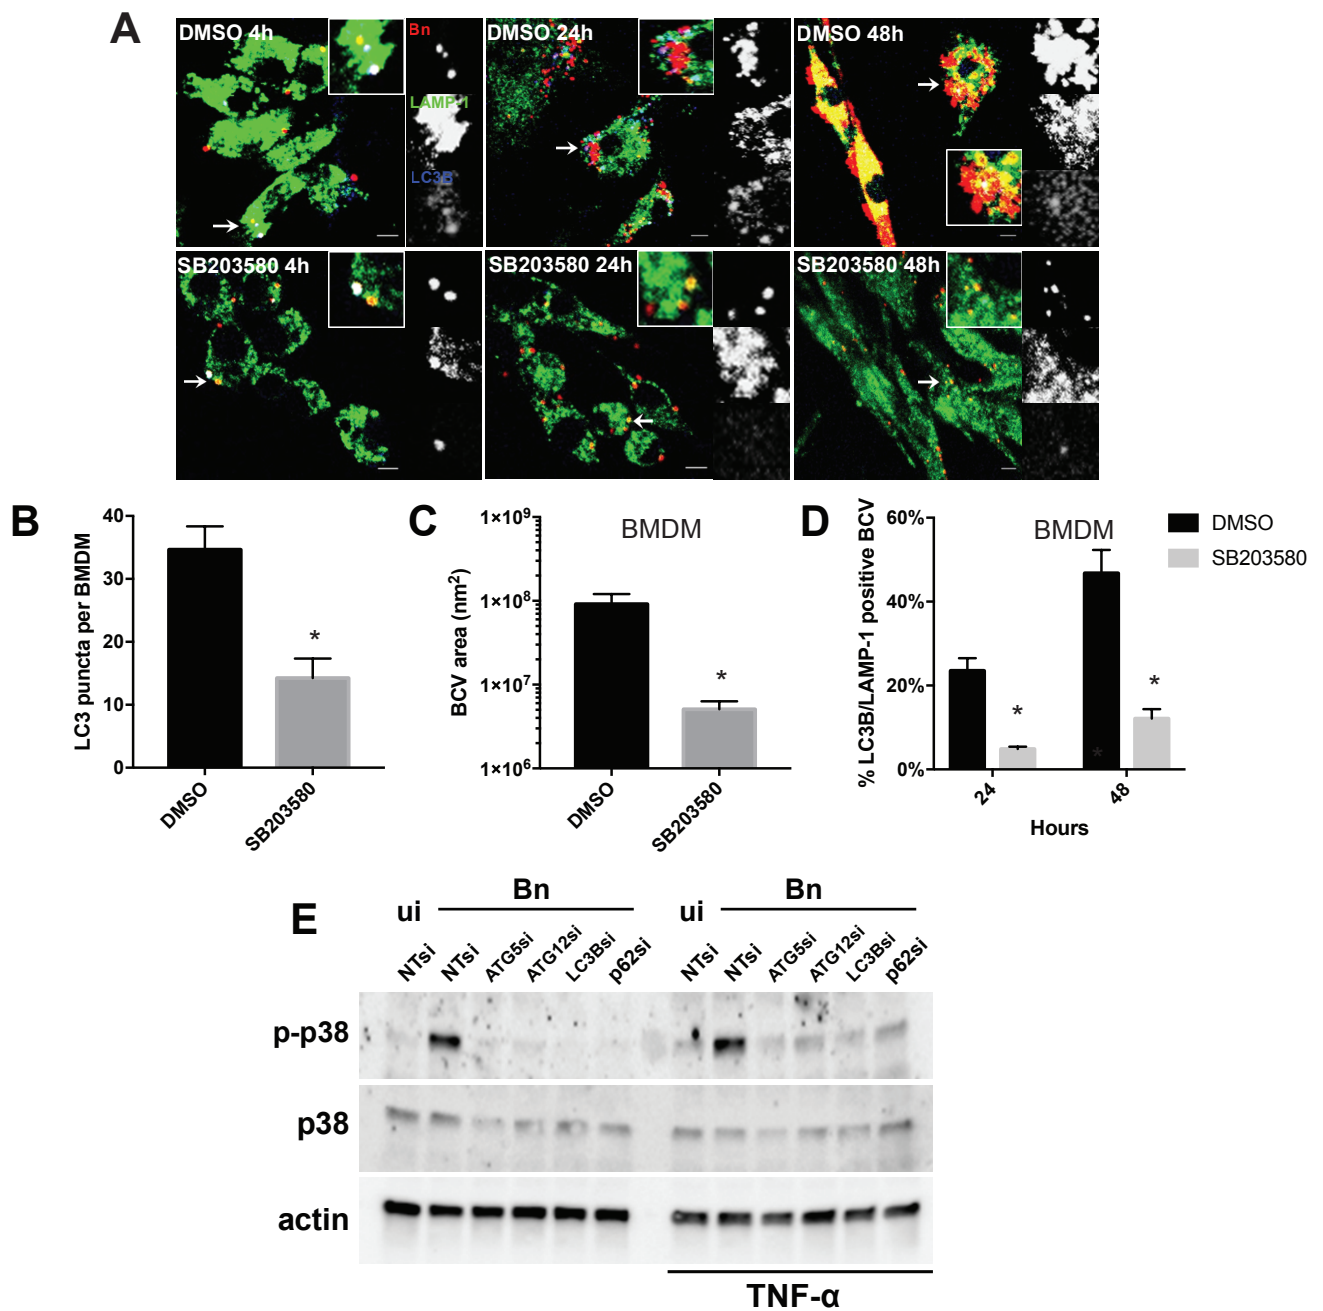 A
DMSO 4h
Bn
LAMP-1
LC3B
DMSO 24h
DMSO 48h
SB203580 4h
SB203580 24h
SB203580 48h
B
LC3 puncta per BMDM
40
30
20
10
0
*
DMSO
SB203580
C
BMDM
BCV area (nm²)
1×10⁹
1×10⁸
1×10⁷
1×10⁶
*
DMSO
SB203580
D
BMDM
% LC3B/LAMP-1 positive BCV
60%
40%
20%
0%
*
*
*
24
48
Hours
DMSO
SB203580
E
ui
Bn
ui
Bn
NTsi NTsi ATG5si ATG12si LC3Bsi p62si
NTsi NTsi ATG5si ATG12si LC3Bsi p62si
p-p38
p38
actin
TNF-α